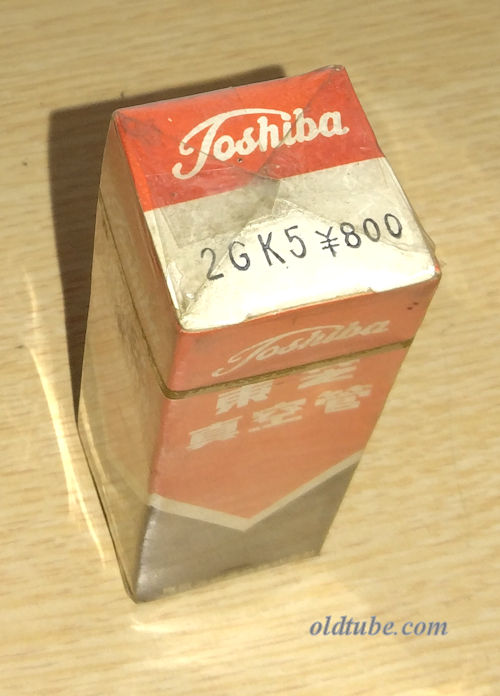 Toshiba
2GK5 ¥800
Toshiba
東芝
真空管
oldtube.com